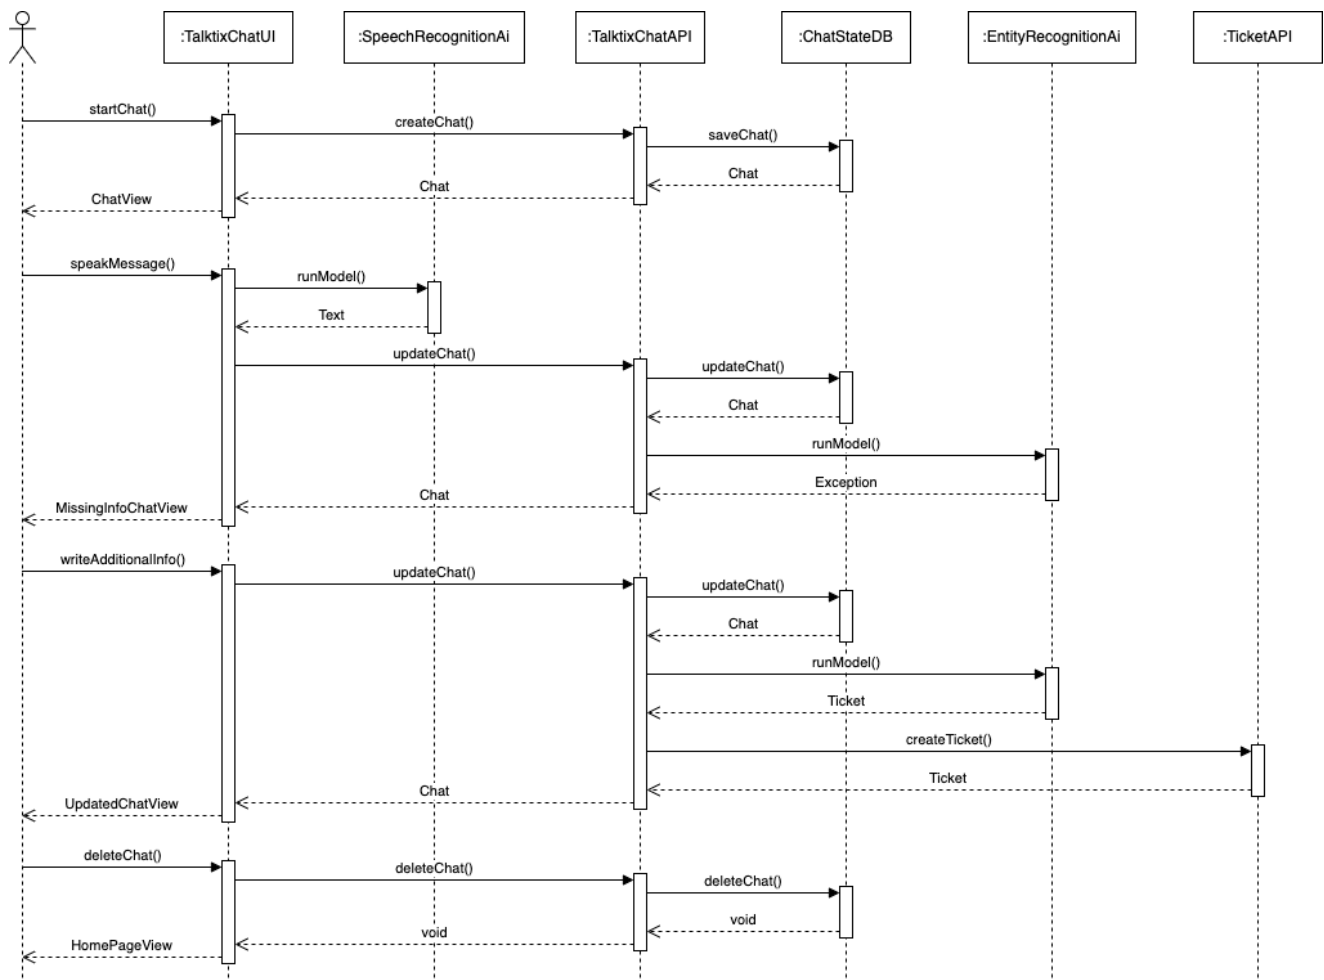 :TalktixChatUI
:SpeechRecognitionAi
:TalktixChatAPI
:ChatStateDB
:EntityRecognitionAi
:TicketAPI
startChat()
createChat()
saveChat()
Chat
Chat
ChatView
speakMessage()
runModel()
Text
updateChat()
updateChat()
Chat
runModel()
Exception
Chat
MissingInfoChatView
writeAdditionalInfo()
updateChat()
updateChat()
Chat
runModel()
Ticket
createTicket()
Ticket
Chat
UpdatedChatView
deleteChat()
deleteChat()
deleteChat()
void
void
HomePageView